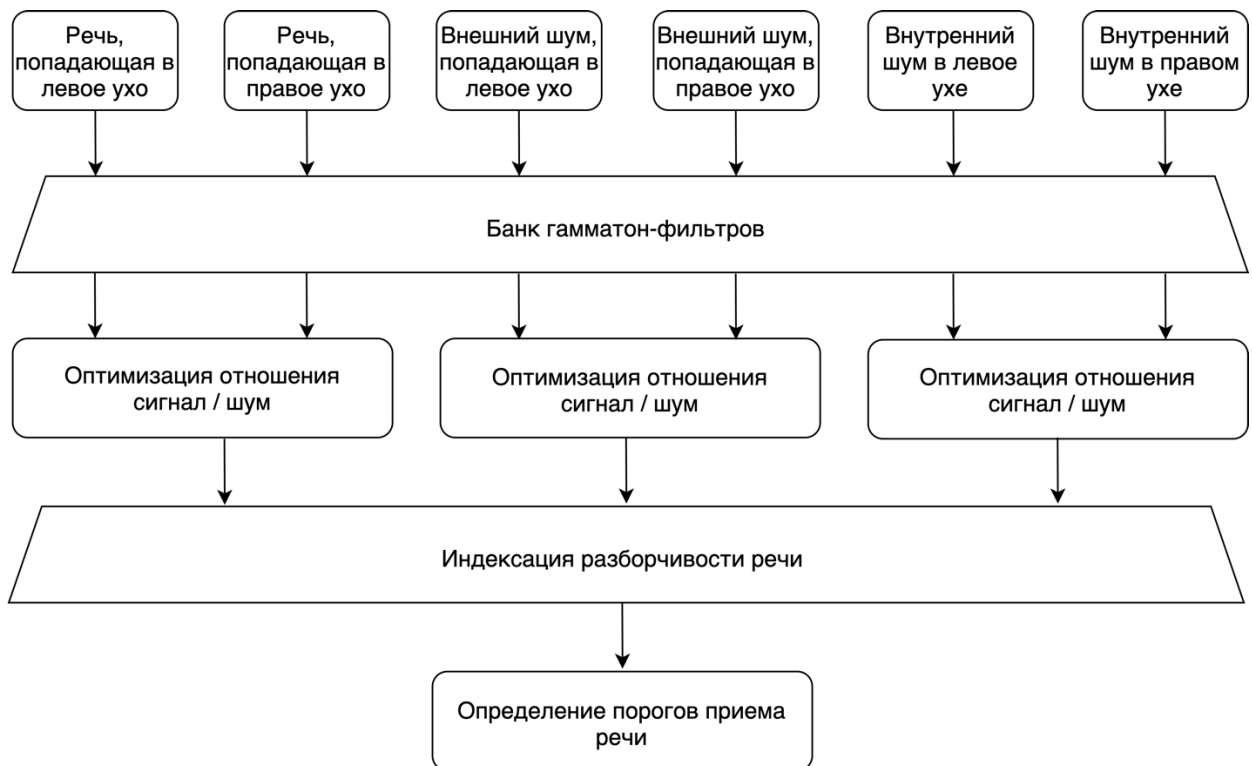 Речь,
попадающая в
левое ухо
Речь,
попадающая в
правое ухо
Внешний шум,
попадающая в
левое ухо
Внешний шум,
попадающая в
правое ухо
Внутренний
шум в левое
ухе
Внутренний
шум в правом
ухе
Банк гамматон-фильтров
Оптимизация отношения
сигнал / шум
Оптимизация отношения
сигнал / шум
Оптимизация отношения
сигнал / шум
Индексация разборчивости речи
Определение порогов приема
речи